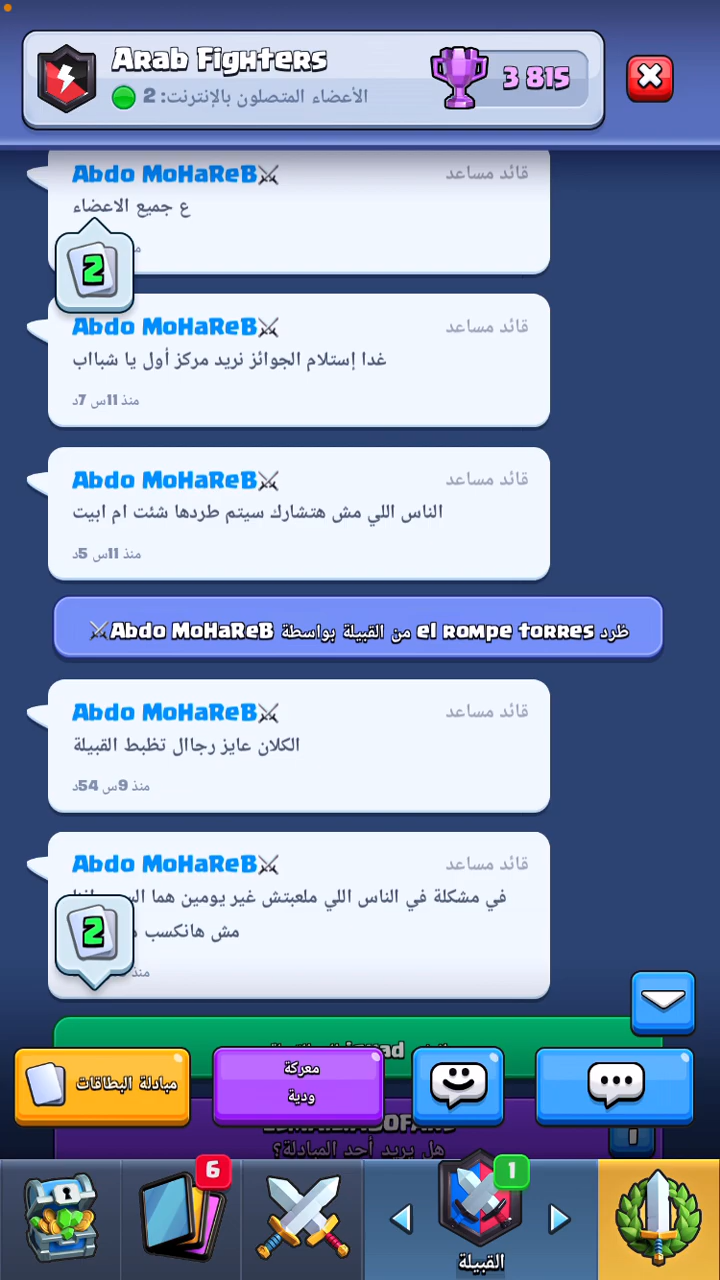 Arab Fighters
3 815
الأعضاء المتصلون بالإنترنت: 2
Abdo MoHaReB⚔ قائد مساعد
ع جميع الاعضاء
2
Abdo MoHaReB⚔ قائد مساعد
غدا إستلام الجوائز نريد مركز أول يا شبااب
منذ 11س 7د
Abdo MoHaReB⚔ قائد مساعد
الناس اللي مش هتشارك سيتم طردها شئت ام ابيت
منذ 11س 5د
طرد el rompe torres من القبيلة بواسطة Abdo MoHaReB⚔
Abdo MoHaReB⚔ قائد مساعد
الكلان عايز رجاال تظبط القبيلة
منذ 9س 54د
Abdo MoHaReB⚔ قائد مساعد
في مشكلة في الناس اللي ملعبتش غير يومين هما
مش هانكسب
2
منذ
مبادلة البطاقات
معركة
ودية
هل يريد أحد المبادلة؟
6
1
القبيلة